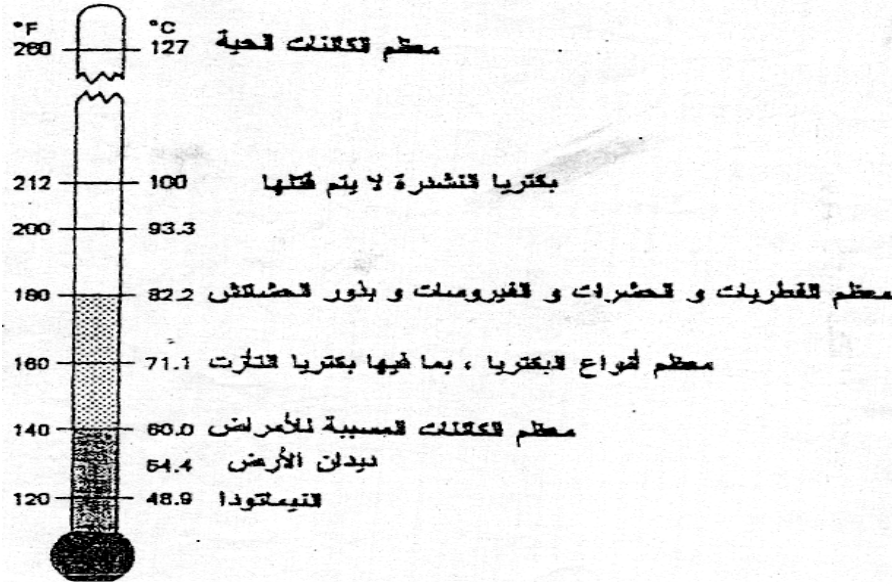 °F °C
260 127 معظم الكائنات الحية
212 100 بكتريا النشدرة لا يتم قتلها
200 93.3
180 82.2 معظم الفطريات و الحشرات و الفيروسات و بذور الحشائش
160 71.1 معظم أنواع البكتريا ، بما فيها بكتريا التأزت
140 60.0 معظم الكائنات المسببة للأمراض
54.4 ديدان الأرض
120 48.9 النيماتودا